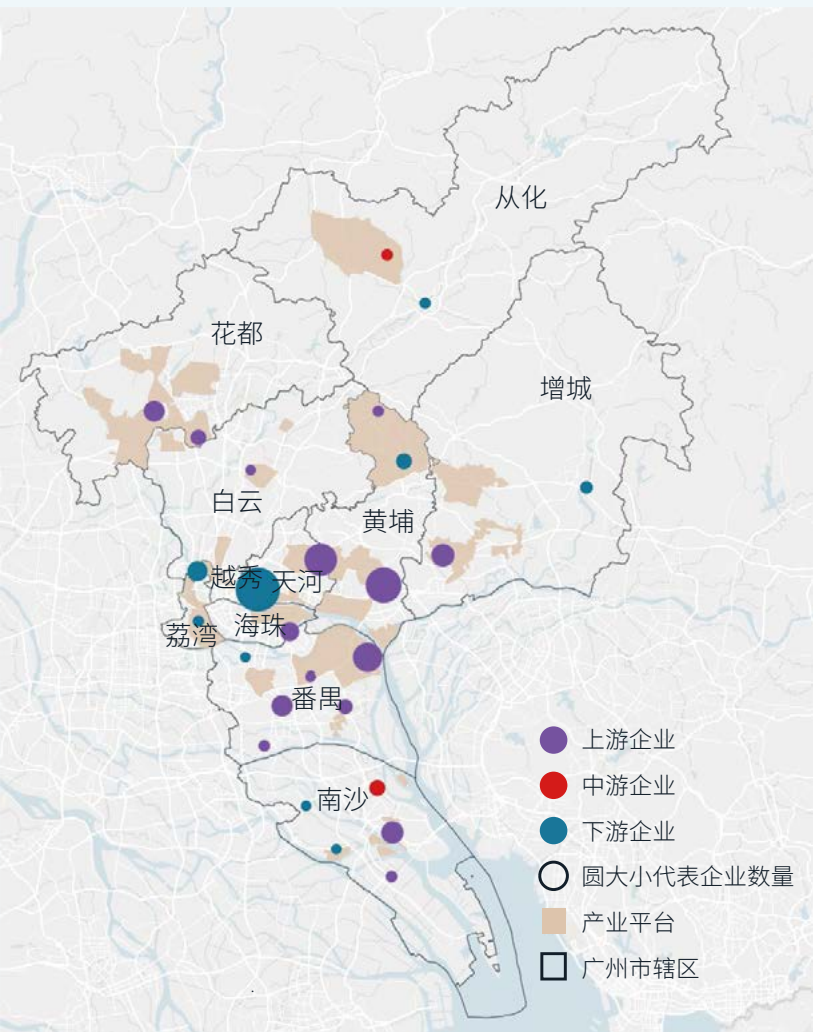 从化
花都
增城
白云
黄埔
越秀
天河
海珠
荔湾
番禺
南沙
上游企业
中游企业
下游企业
圆大小代表企业数量
产业平台
广州市辖区